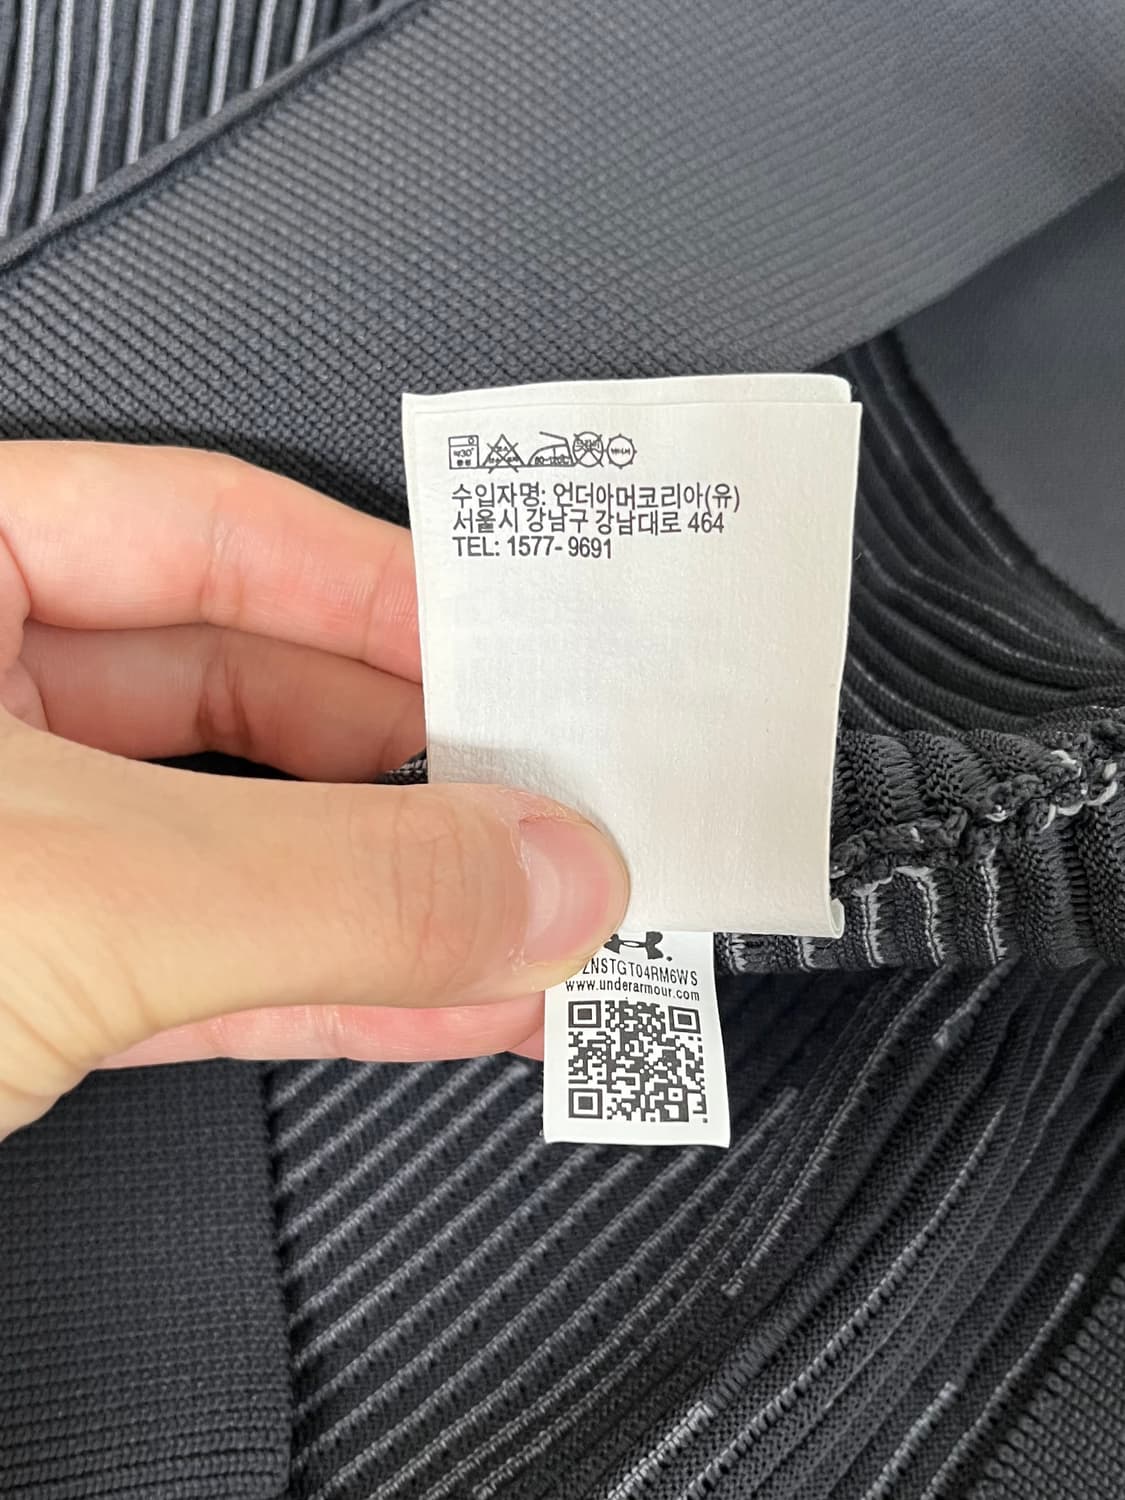 수입자명: 언더아머코리아(유)
서울시 강남구 강남대로 464
TEL: 1577- 9691
ZNSTGT04RM6WS
www.underarmour.com